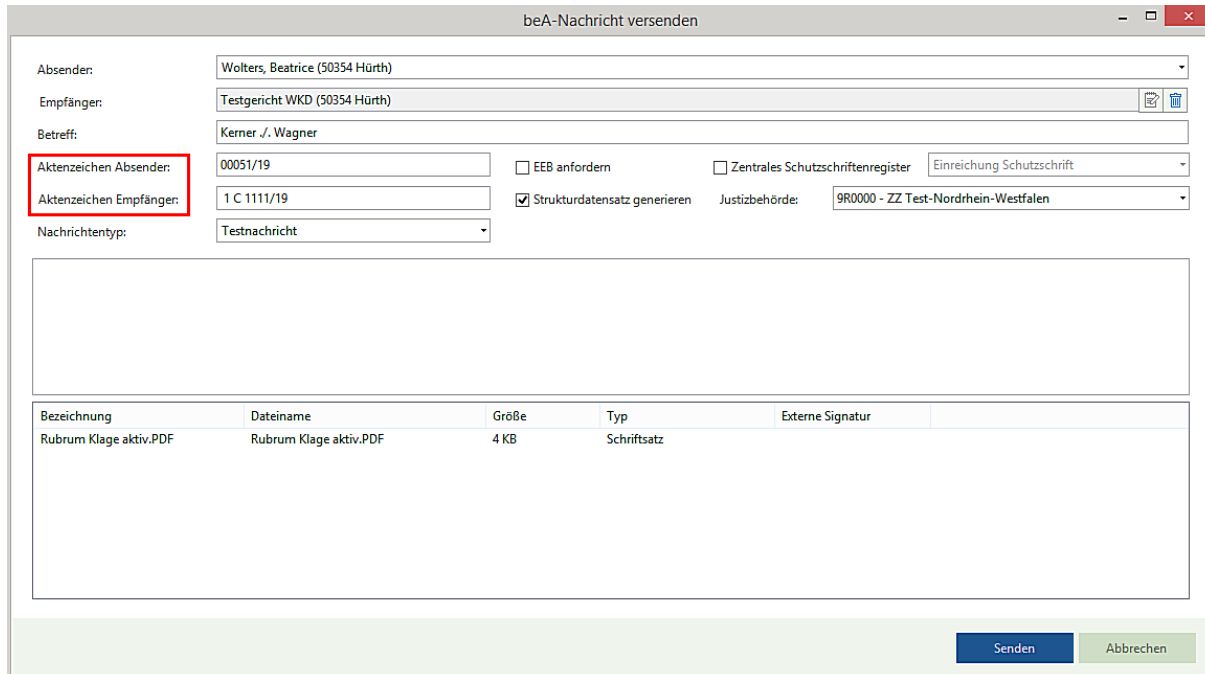 beA-Nachricht versenden
Absender: Wolters, Beatrice (50354 Hürth)
Empfänger: Testgericht WKD (50354 Hürth)
Betreff: Kerner ./. Wagner
Aktenzeichen Absender: 00051/19 EEB anfordern Zentrales Schutzschriftenregister Einreichung Schutzschrift
Aktenzeichen Empfänger: 1 C 1111/19 Strukturdatensatz generieren Justizbehörde: 9R0000 - ZZ Test-Nordrhein-Westfalen
Nachrichtentyp: Testnachricht
Bezeichnung Dateiname Größe Typ Externe Signatur
Rubrum Klage aktiv.PDF Rubrum Klage aktiv.PDF 4 KB Schriftsatz
Senden Abbrechen